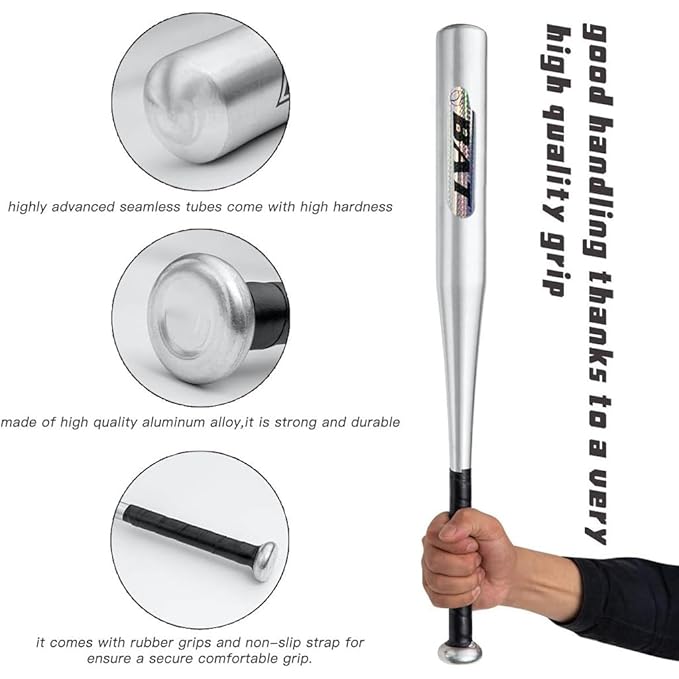 highly advanced seamless tubes come with high hardness
made of high quality aluminum alloy,it is strong and durable
it comes with rubber grips and non-slip strap for
ensure a secure comfortable grip.
BAT
good handling thanks to a very
high quality grip